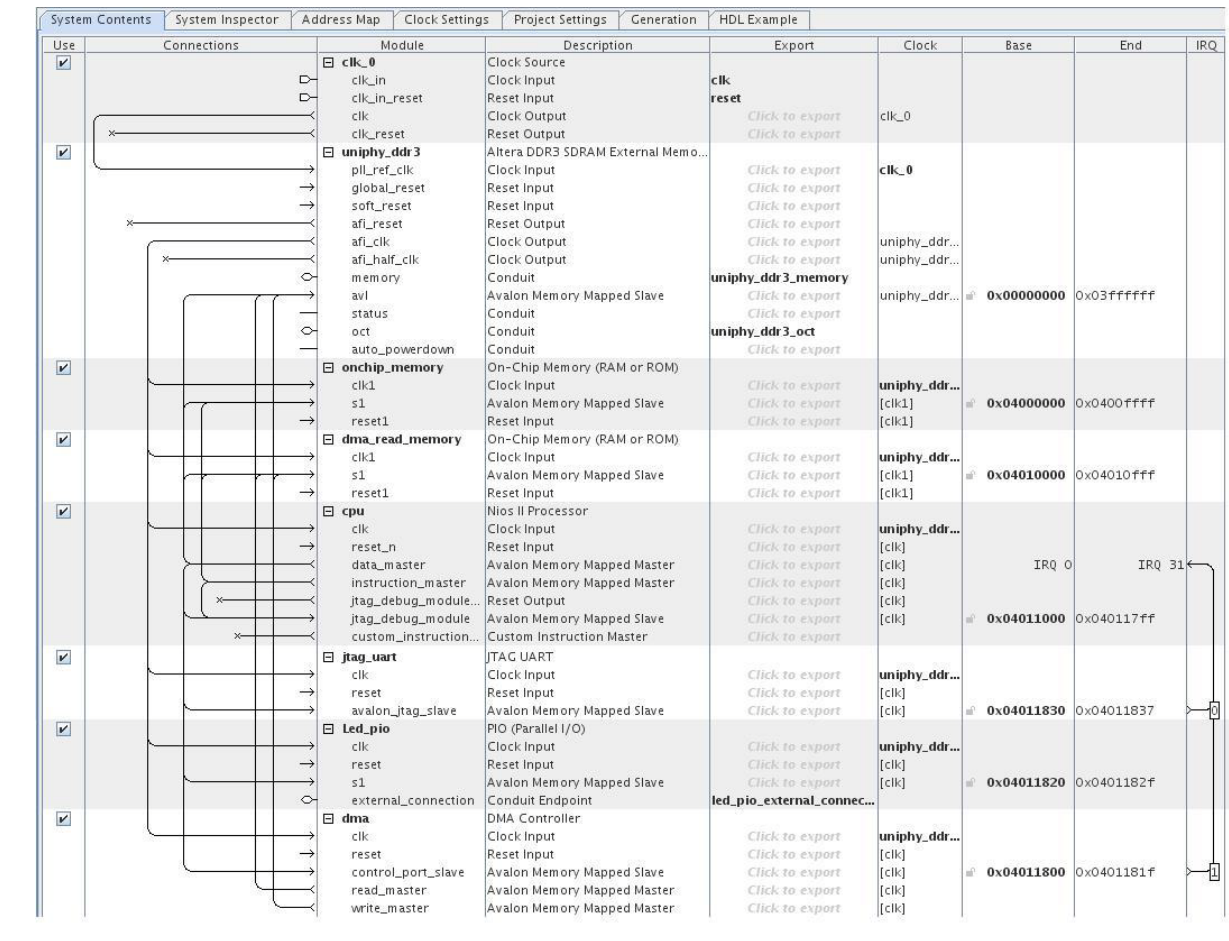 System Contents System Inspector Address Map Clock Settings Project Settings Generation HDL Example
Use Connections Module Description Export Clock Base End IRQ
clk_0 Clock Source
clk_in Clock Input clk
clk_in_reset Reset Input reset
clk Clock Output Click to export clk_0
clk_reset Reset Output Click to export
uniphy_ddr3 Altera DDR3 SDRAM External Memo...
pll_ref_clk Clock Input Click to export clk_0
global_reset Reset Input Click to export
soft_reset Reset Input Click to export
afi_reset Reset Output Click to export
afi_clk Clock Output Click to export uniphy_ddr...
afi_half_clk Clock Output Click to export uniphy_ddr...
memory Conduit uniphy_ddr3_memory
avl Avalon Memory Mapped Slave Click to export uniphy_ddr... 0x00000000 0x03ffffff
status Conduit Click to export
oct Conduit uniphy_ddr3_oct
auto_powerdown Conduit Click to export
onchip_memory On-Chip Memory (RAM or ROM)
clk1 Clock Input Click to export uniphy_ddr...
s1 Avalon Memory Mapped Slave Click to export [clk1] 0x04000000 0x0400ffff
reset1 Reset Input Click to export [clk1]
dma_read_memory On-Chip Memory (RAM or ROM)
clk1 Clock Input Click to export uniphy_ddr...
s1 Avalon Memory Mapped Slave Click to export [clk1] 0x04010000 0x04010fff
reset1 Reset Input Click to export [clk1]
cpu Nios II Processor
clk Clock Input Click to export uniphy_ddr...
reset_n Reset Input Click to export [clk]
data_master Avalon Memory Mapped Master Click to export [clk] IRQ 0 IRQ 31
instruction_master Avalon Memory Mapped Master Click to export [clk]
jtag_debug_module... Reset Output Click to export [clk]
jtag_debug_module Avalon Memory Mapped Slave Click to export [clk] 0x04011000 0x040117ff
custom_instruction... Custom Instruction Master Click to export
jtag_uart JTAG UART
clk Clock Input Click to export uniphy_ddr...
reset Reset Input Click to export [clk]
avalon_jtag_slave Avalon Memory Mapped Slave Click to export [clk] 0x04011830 0x04011837 0
Led_pio PIO (Parallel I/O)
clk Clock Input Click to export uniphy_ddr...
reset Reset Input Click to export [clk]
s1 Avalon Memory Mapped Slave Click to export [clk] 0x04011820 0x0401182f
external_connection Conduit Endpoint led_pio_external_connec...
dma DMA Controller
clk Clock Input Click to export uniphy_ddr...
reset Reset Input Click to export [clk]
control_port_slave Avalon Memory Mapped Slave Click to export [clk] 0x04011800 0x0401181f 1
read_master Avalon Memory Mapped Master Click to export [clk]
write_master Avalon Memory Mapped Master Click to export [clk]